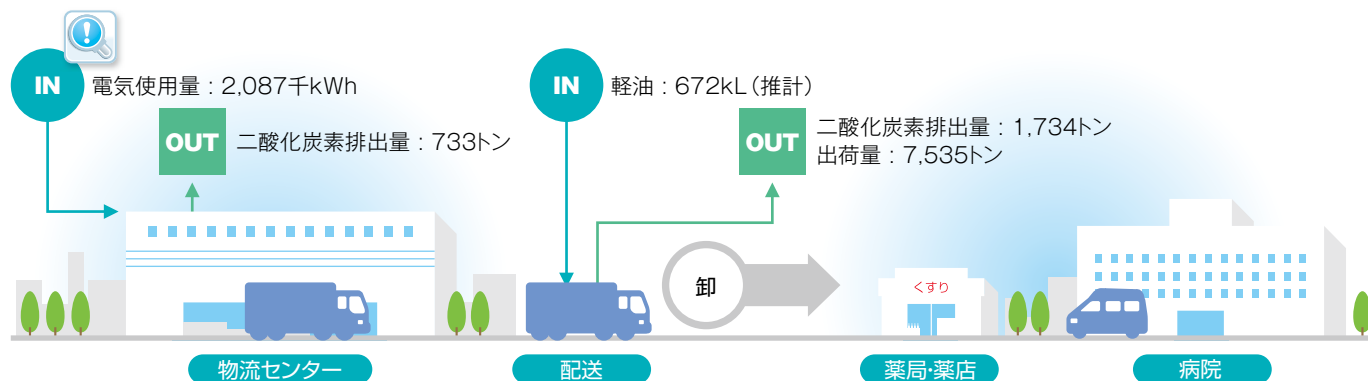 IN
電気使用量：2,087千kWh
OUT
二酸化炭素排出量：733トン
IN
軽油：672kL（推計）
OUT
二酸化炭素排出量：1,734トン
出荷量：7,535トン
卸
くすり
物流センター
配送
薬局・薬店
病院